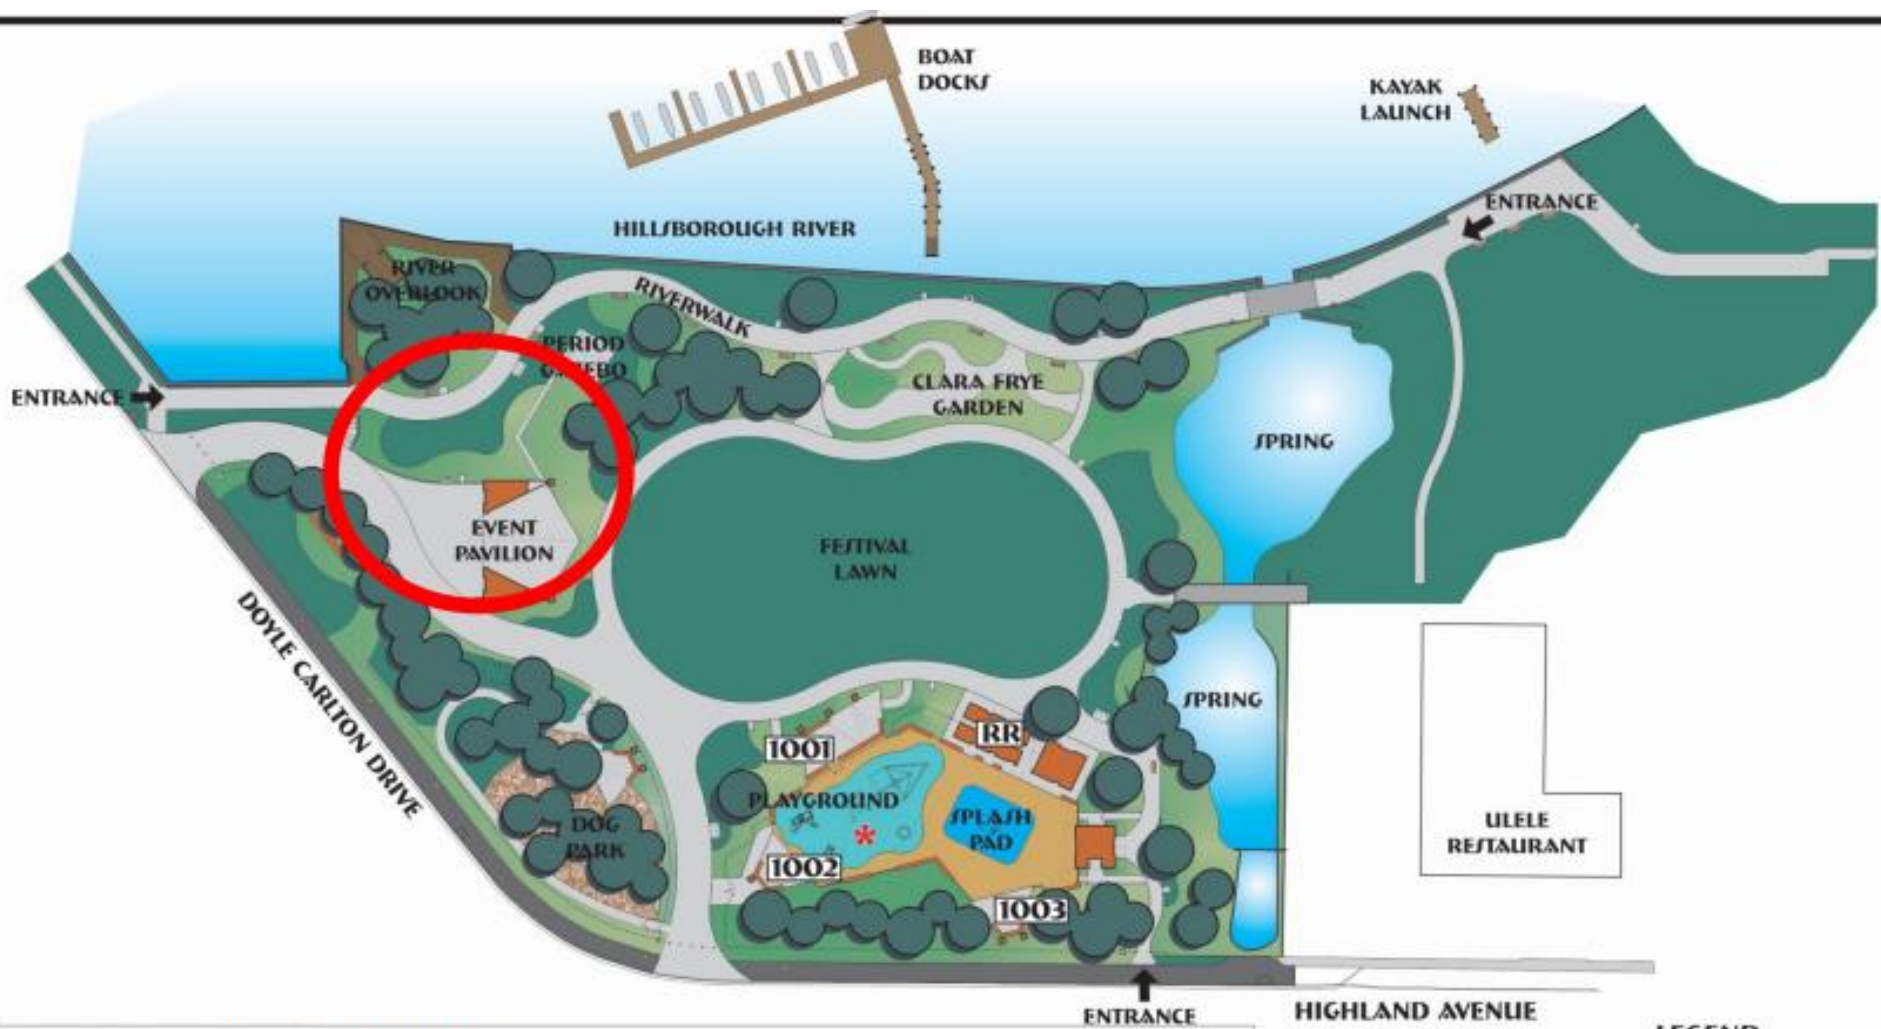 BOAT
DOCKS
KAYAK
LAUNCH
ENTRANCE
HILLSBOROUGH RIVER
RIVER
OVERLOOK
RIVERWALK
PERIOD
GAZEBO
ENTRANCE
CLARA FRYE
GARDEN
SPRING
EVENT
PAVILION
FESTIVAL
LAWN
DOYLE CARLTON DRIVE
SPRING
1001
RR
PLAYGROUND
*
SPLASH
PAD
DOG
PARK
1002
1003
ULELE
RESTAURANT
ENTRANCE
HIGHLAND AVENUE
LEGEND